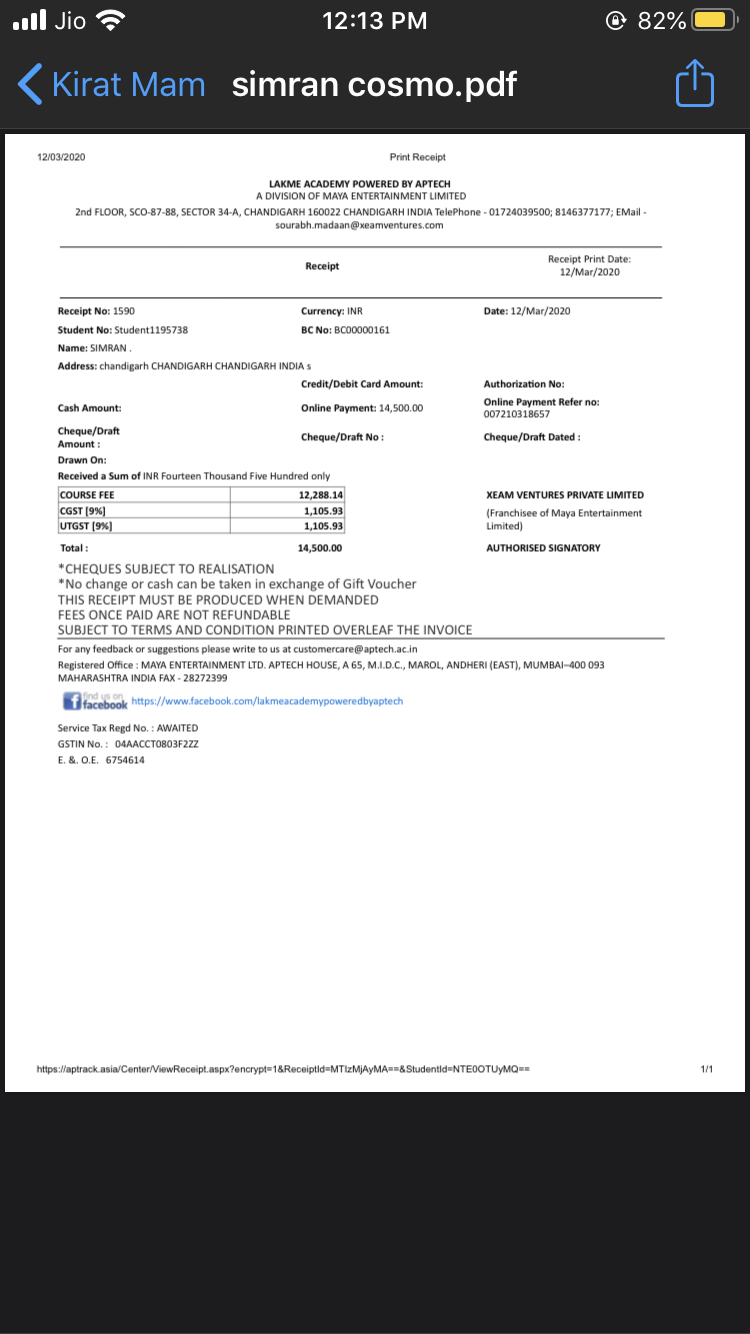 Jio 12:13 PM 82%
Kirat Mam simran cosmo.pdf
12/03/2020 Print Receipt
LAKME ACADEMY POWERED BY APTECH
A DIVISION OF MAYA ENTERTAINMENT LIMITED
2nd FLOOR, SCO-87-88, SECTOR 34-A, CHANDIGARH 160022 CHANDIGARH INDIA TelePhone - 01724039500; 8146377177; EMail -
sourabh.madaan@xeamventures.com
Receipt
Receipt Print Date:
12/Mar/2020
Receipt No: 1590 Currency: INR Date: 12/Mar/2020
Student No: Student1195738 BC No: BC00000161
Name: SIMRAN .
Address: chandigarh CHANDIGARH CHANDIGARH INDIA s
Credit/Debit Card Amount: Authorization No:
Cash Amount: Online Payment: 14,500.00 Online Payment Refer no:
007210318657
Cheque/Draft
Amount : Cheque/Draft No : Cheque/Draft Dated :
Drawn On:
Received a Sum of INR Fourteen Thousand Five Hundred only
COURSE FEE 12,288.14 XEAM VENTURES PRIVATE LIMITED
CGST [9%] 1,105.93 (Franchisee of Maya Entertainment
UTGST [9%] 1,105.93 Limited)
Total : 14,500.00 AUTHORISED SIGNATORY
*CHEQUES SUBJECT TO REALISATION
*No change or cash can be taken in exchange of Gift Voucher
THIS RECEIPT MUST BE PRODUCED WHEN DEMANDED
FEES ONCE PAID ARE NOT REFUNDABLE
SUBJECT TO TERMS AND CONDITION PRINTED OVERLEAF THE INVOICE
For any feedback or suggestions please write to us at customercare@aptech.ac.in
Registered Office : MAYA ENTERTAINMENT LTD. APTECH HOUSE, A 65, M.I.D.C., MAROL, ANDHERI (EAST), MUMBAI–400 093
MAHARASHTRA INDIA FAX - 28272399
find us on
facebook https://www.facebook.com/lakmeacademypoweredbyaptech
Service Tax Regd No. : AWAITED
GSTIN No. : 04AACCT0803F2ZZ
E. &. O.E. 6754614
https://aptrack.asia/Center/ViewReceipt.aspx?encrypt=1&ReceiptId=MTIzMjAyMA==&StudentId=NTE0OTUyMQ== 1/1